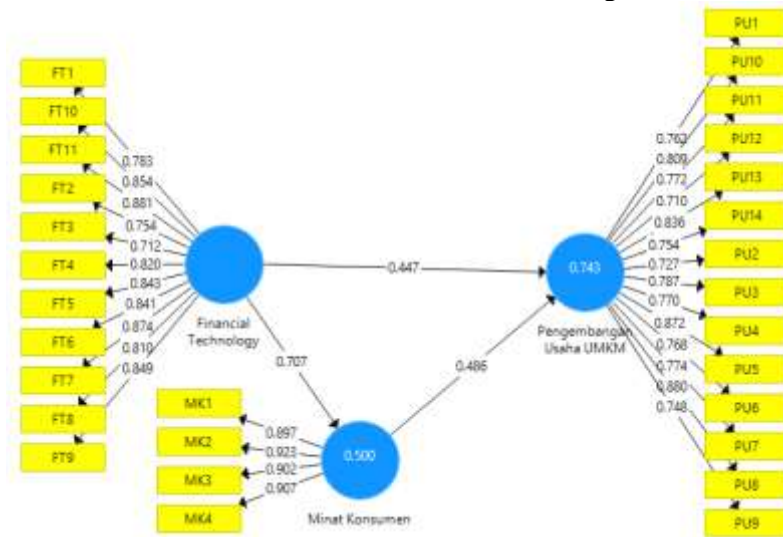 FT1
FT10
FT11
FT2
FT3
FT4
FT5
FT6
FT7
FT8
FT9
0.783
0.854
0.881
0.754
0.712
0.820
0.843
0.841
0.874
0.810
0.849
Financial
Technology
0.447
0.707
0.486
MK1
MK2
MK3
MK4
0.897
0.923
0.902
0.907
0.500
Minat Konsumen
0.743
Pengembangan
Usaha UMKM
0.762
0.809
0.772
0.710
0.836
0.754
0.727
0.787
0.770
0.872
0.768
0.774
0.880
0.748
PU1
PU10
PU11
PU12
PU13
PU14
PU2
PU3
PU4
PU5
PU6
PU7
PU8
PU9